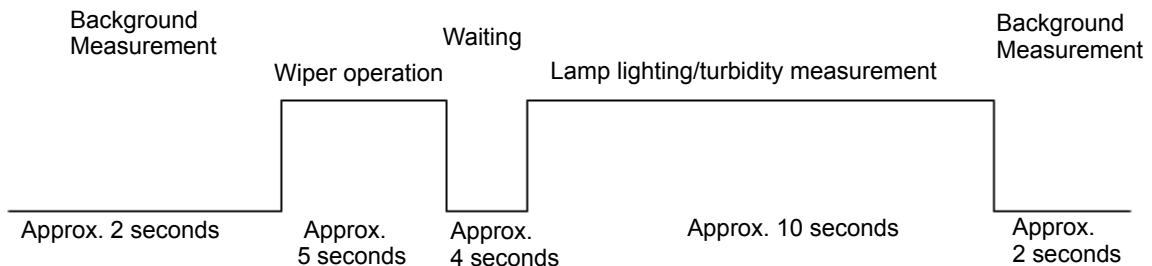 Background
Measurement
Wiper operation
Waiting
Lamp lighting/turbidity measurement
Background
Measurement
Approx. 2 seconds
Approx.
5 seconds
Approx.
4 seconds
Approx. 10 seconds
Approx.
2 seconds